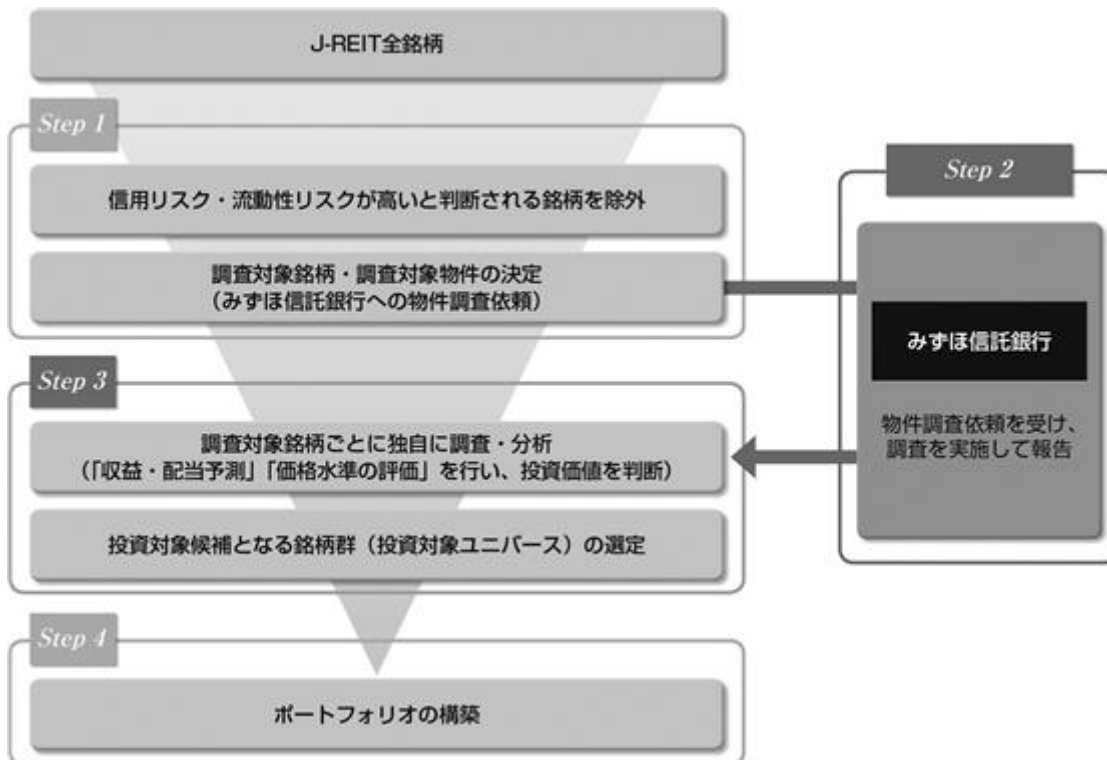 J-REIT全銘柄
Step 1
信用リスク・流動性リスクが高いと判断される銘柄を除外
調査対象銘柄・調査対象物件の決定
（みずほ信託銀行への物件調査依頼）
Step 2
みずほ信託銀行
物件調査依頼を受け、
調査を実施して報告
Step 3
調査対象銘柄ごとに独自に調査・分析
（「収益・配当予測」「価格水準の評価」を行い、投資価値を判断）
投資対象候補となる銘柄群（投資対象ユニバース）の選定
Step 4
ポートフォリオの構築